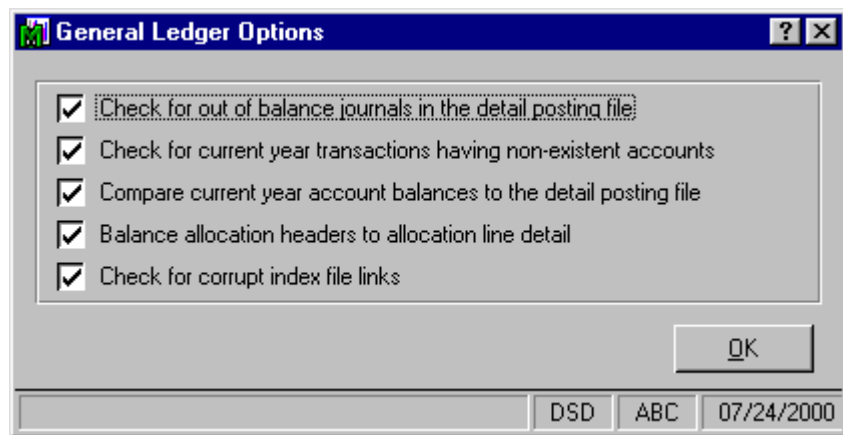 General Ledger Options
Check for out of balance journals in the detail posting file
Check for current year transactions having non-existent accounts
Compare current year account balances to the detail posting file
Balance allocation headers to allocation line detail
Check for corrupt index file links
OK
DSD ABC 07/24/2000